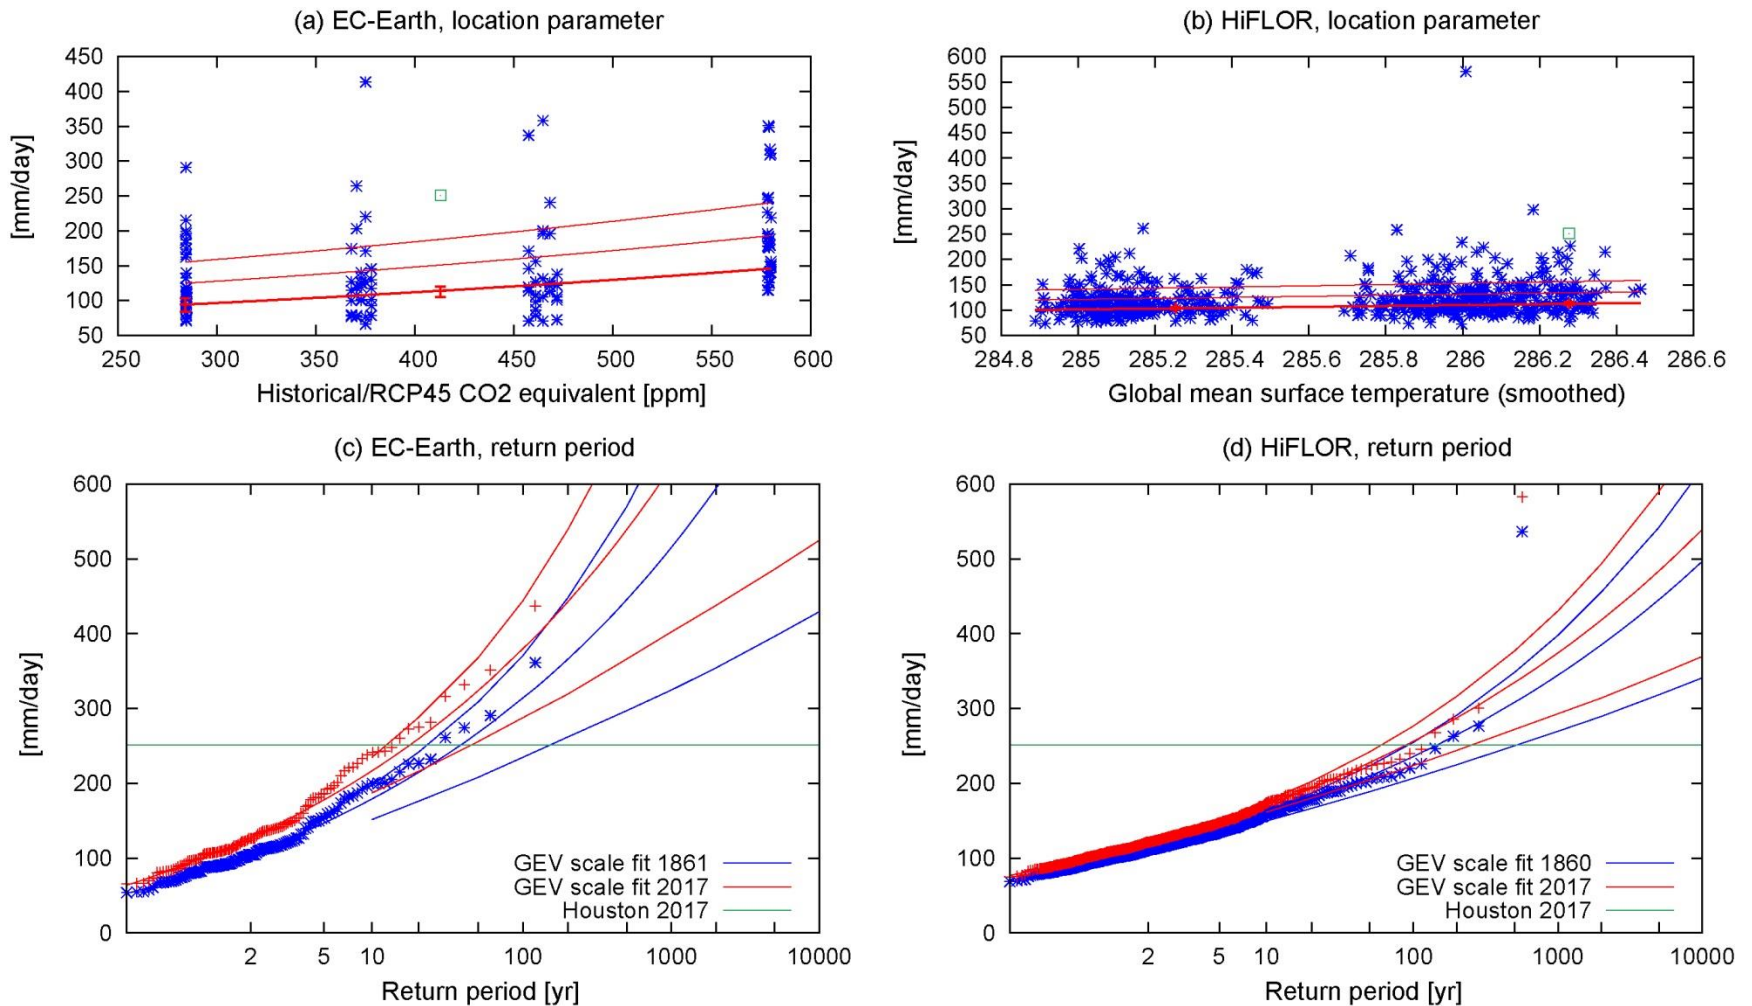 (a) EC-Earth, location parameter
450
400
350
300
250
200
150
100
50
[mm/day]
250 300 350 400 450 500 550 600
Historical/RCP45 CO2 equivalent [ppm]
(b) HiFLOR, location parameter
600
550
500
450
400
350
300
250
200
150
100
50
[mm/day]
284.8 285 285.2 285.4 285.6 285.8 286 286.2 286.4 286.6
Global mean surface temperature (smoothed)
(c) EC-Earth, return period
600
500
400
300
200
100
0
[mm/day]
GEV scale fit 1861
GEV scale fit 2017
Houston 2017
2 5 10 100 1000 10000
Return period [yr]
(d) HiFLOR, return period
600
500
400
300
200
100
0
[mm/day]
GEV scale fit 1860
GEV scale fit 2017
Houston 2017
2 5 10 100 1000 10000
Return period [yr]